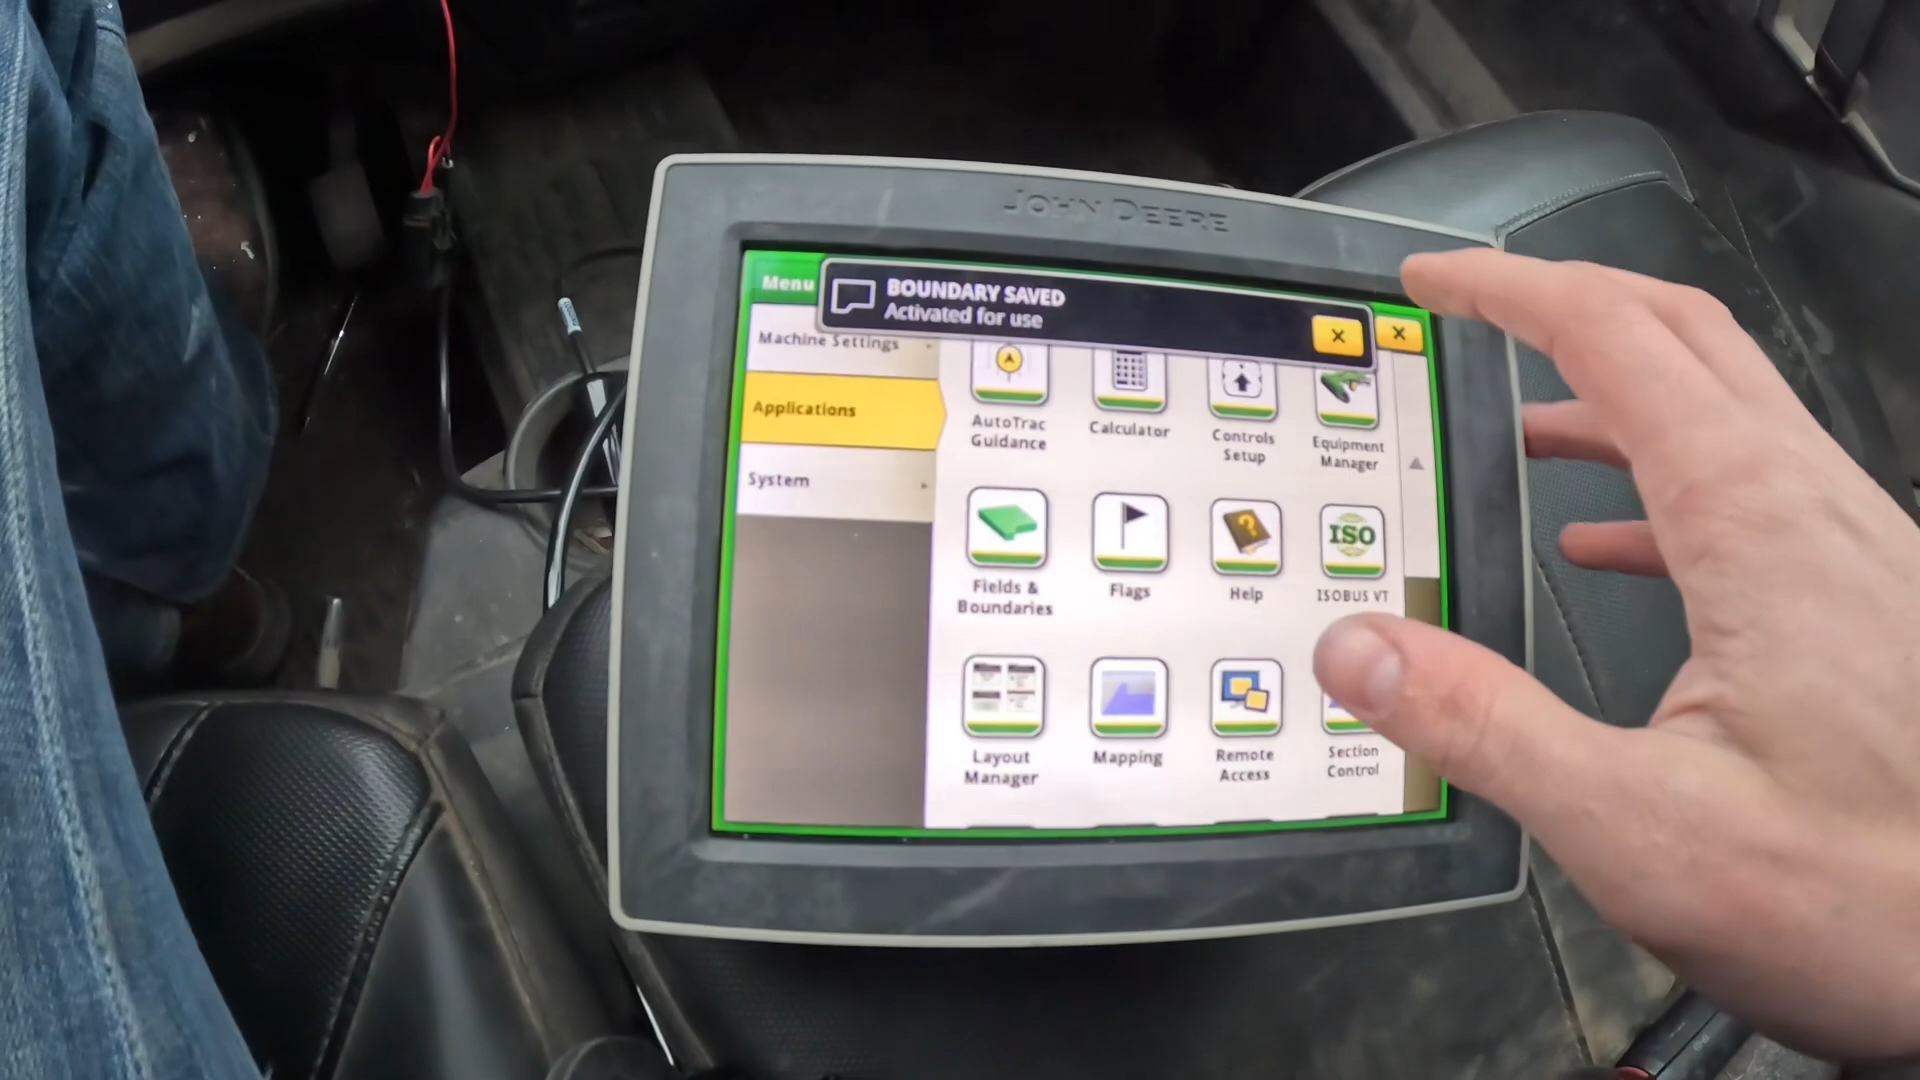 JOHN DEERE
Menu
BOUNDARY SAVED
Activated for use
Machine Settings
Applications
System
AutoTrac
Guidance
Calculator
Controls
Setup
Equipment
Manager
Fields &
Boundaries
Flags
Help
ISO
ISOBUS VT
Layout
Manager
Mapping
Remote
Access
Section
Control